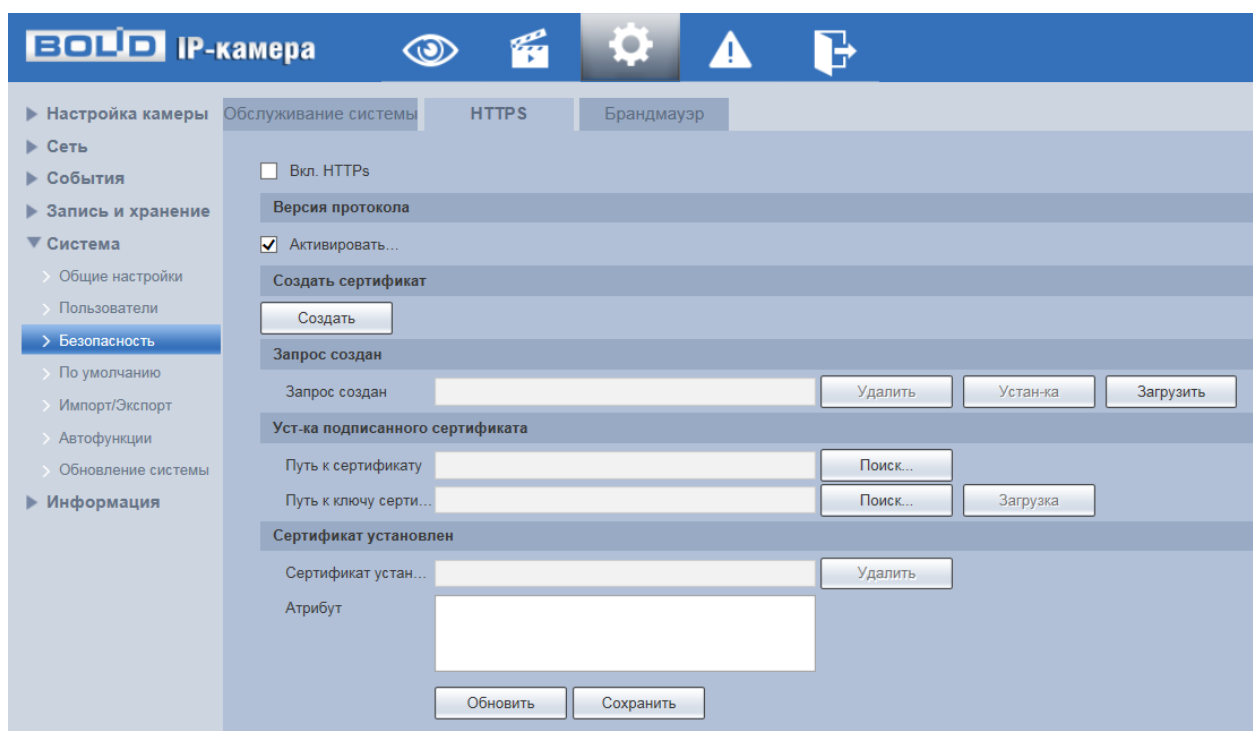 BOLID IP-камера
Настройка камеры
Сеть
События
Запись и хранение
Система
Общие настройки
Пользователи
Безопасность
По умолчанию
Импорт/Экспорт
Автофункции
Обновление системы
Информация
Обслуживание системы HTTPS Брандмауэр
Вкл. HTTPs
Версия протокола
Активировать...
Создать сертификат
Создать
Запрос создан
Запрос создан Удалить Устан-ка Загрузить
Уст-ка подписанного сертификата
Путь к сертификату Поиск...
Путь к ключу серти... Поиск... Загрузка
Сертификат установлен
Сертификат устан... Удалить
Атрибут
Обновить Сохранить